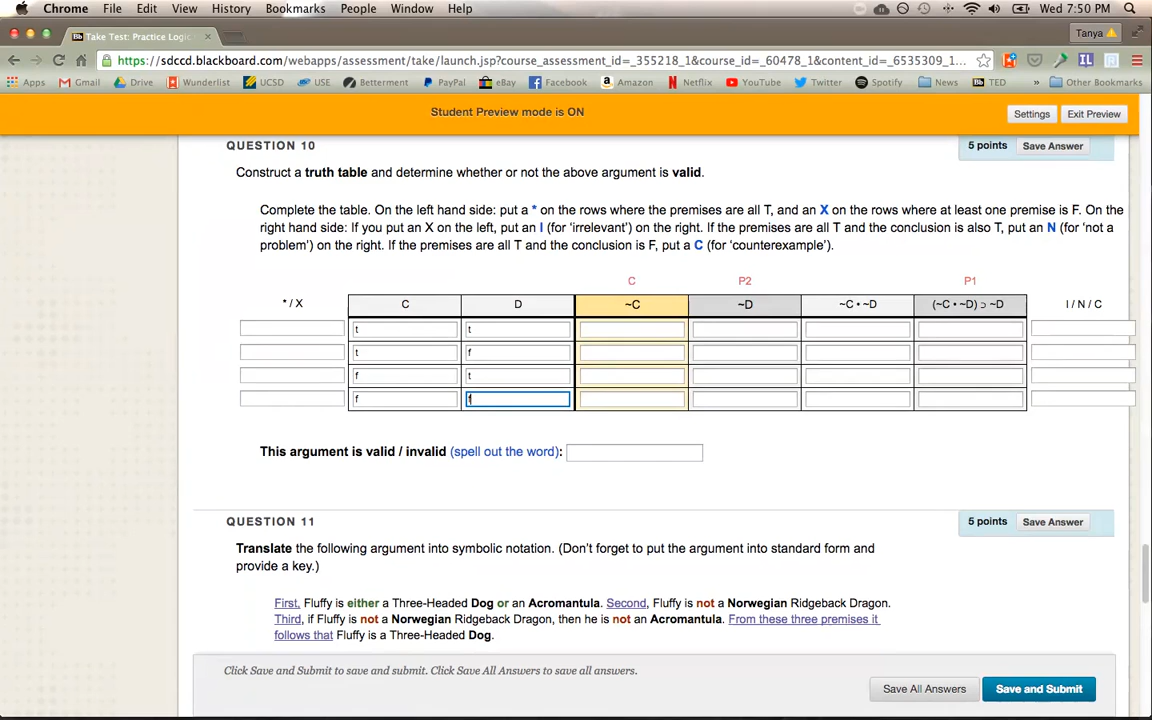 Chrome File Edit View History Bookmarks People Window Help Wed 7:50 PM
Take Test: Practice Logic Tanya
https://sdccd.blackboard.com/webapps/assessment/take/launch.jsp?course_assessment_id=_355218_1&course_id=_60478_1&content_id=_6535309_1...
Apps Gmail Drive Wunderlist UCSD USE Betterment PayPal eBay Facebook Amazon Netflix YouTube Twitter Spotify News TED » Other Bookmarks
Student Preview mode is ON Settings Exit Preview
QUESTION 10 5 points Save Answer
Construct a truth table and determine whether or not the above argument is valid.
Complete the table. On the left hand side: put a * on the rows where the premises are all T, and an X on the rows where at least one premise is F. On the
right hand side: If you put an X on the left, put an I (for 'irrelevant') on the right. If the premises are all T and the conclusion is also T, put an N (for 'not a
problem') on the right. If the premises are all T and the conclusion is F, put a C (for 'counterexample').
C P2 P1
* / X C D ~C ~D ~C • ~D (~C • ~D) ⊃ ~D I / N / C
t t
t f
f t
f f
This argument is valid / invalid (spell out the word):
QUESTION 11 5 points Save Answer
Translate the following argument into symbolic notation. (Don't forget to put the argument into standard form and
provide a key.)
First, Fluffy is either a Three-Headed Dog or an Acromantula. Second, Fluffy is not a Norwegian Ridgeback Dragon.
Third, if Fluffy is not a Norwegian Ridgeback Dragon, then he is not an Acromantula. From these three premises it
follows that Fluffy is a Three-Headed Dog.
Click Save and Submit to save and submit. Click Save All Answers to save all answers.
Save All Answers Save and Submit